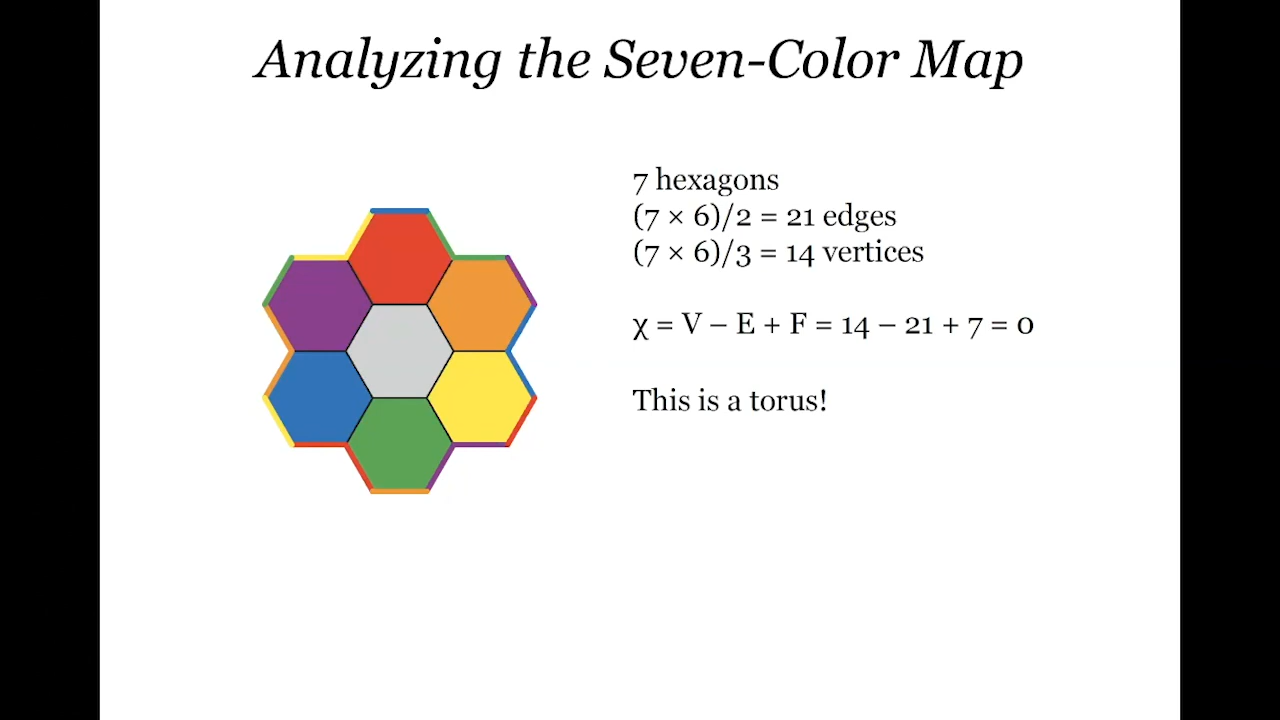 Analyzing the Seven-Color Map
7 hexagons
(7 × 6)/2 = 21 edges
(7 × 6)/3 = 14 vertices
χ = V – E + F = 14 – 21 + 7 = 0
This is a torus!